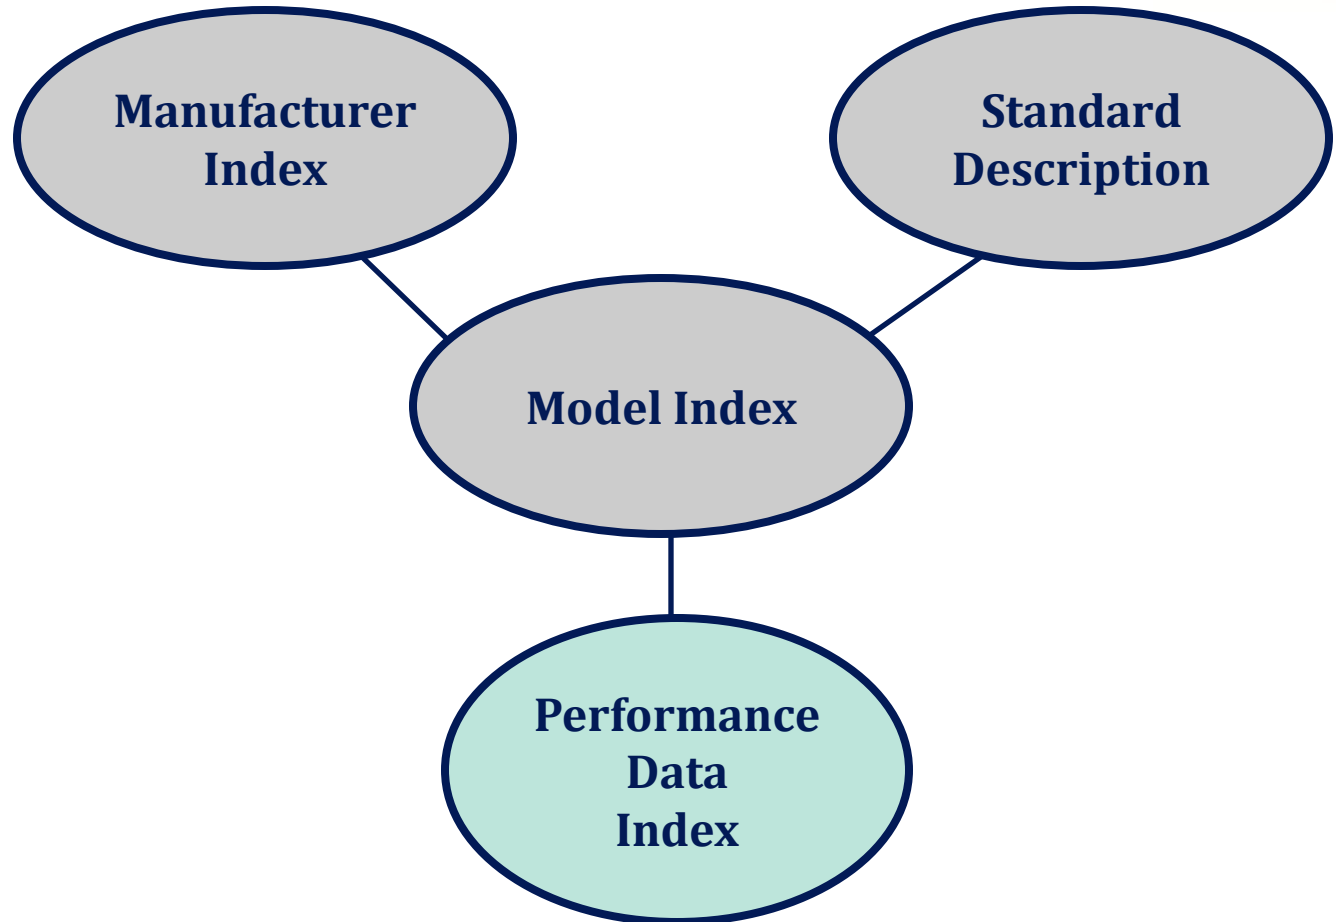 Manufacturer
Index
Standard
Description
Model Index
Performance
Data
Index